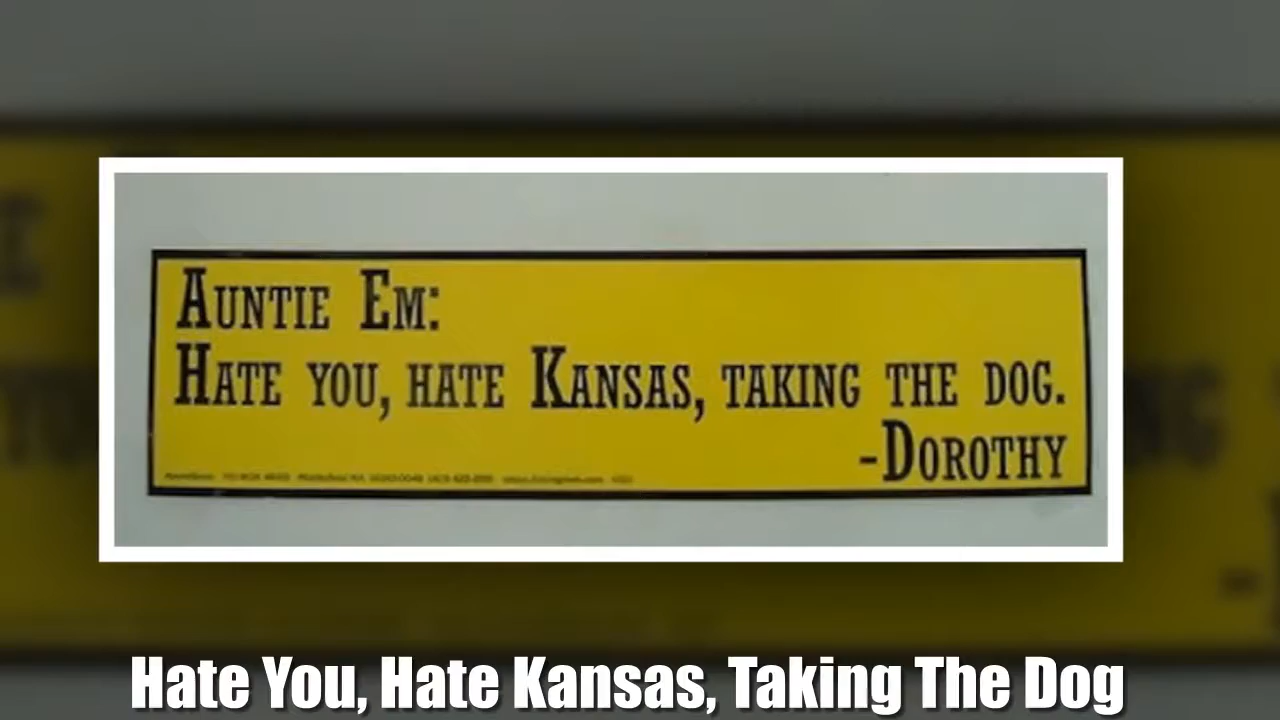 Auntie Em:
Hate you, hate Kansas, taking the dog.
-Dorothy
Hate You, Hate Kansas, Taking The Dog